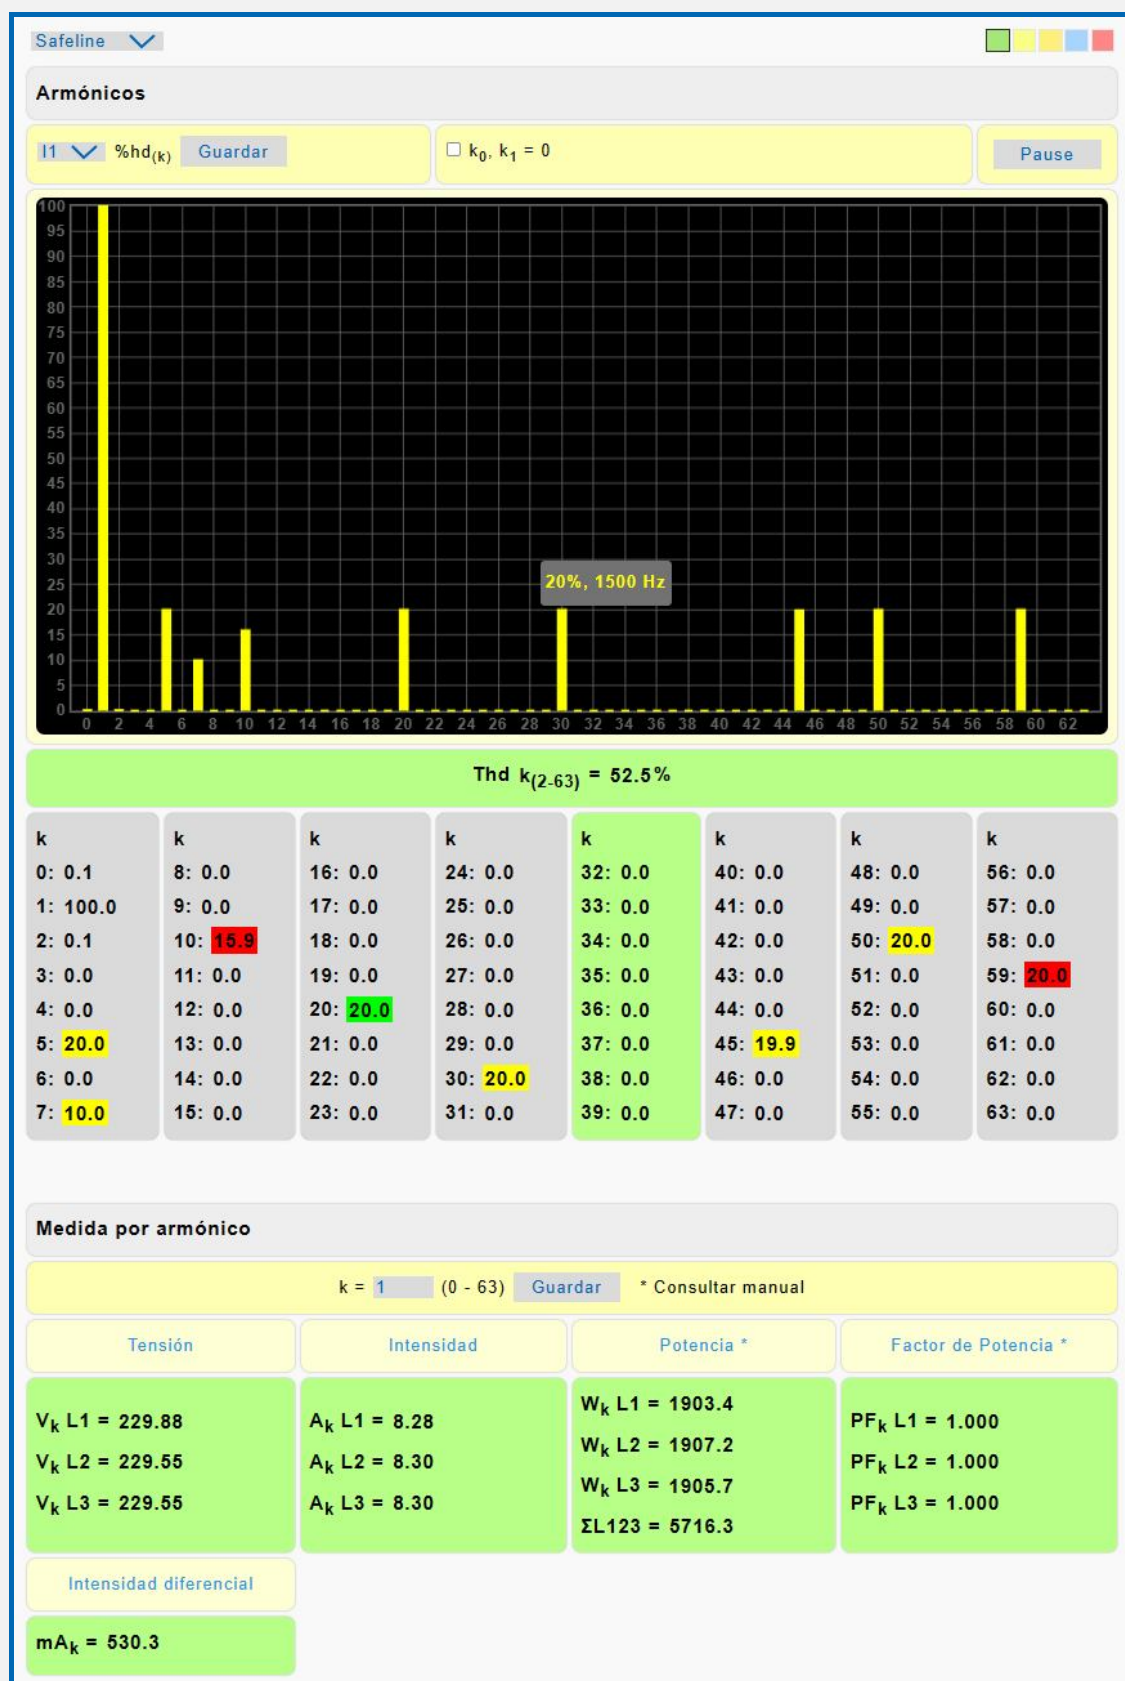 Safeline
Armónicos
I1 %hd(k) Guardar
k0, k1 = 0
Pause
100
95
90
85
80
75
70
65
60
55
50
45
40
35
30
25
20
15
10
5
0
20%, 1500 Hz
0 2 4 6 8 10 12 14 16 18 20 22 24 26 28 30 32 34 36 38 40 42 44 46 48 50 52 54 56 58 60 62
Thd k(2-63) = 52.5%
k
0: 0.1
1: 100.0
2: 0.1
3: 0.0
4: 0.0
5: 20.0
6: 0.0
7: 10.0
k
8: 0.0
9: 0.0
10: 15.9
11: 0.0
12: 0.0
13: 0.0
14: 0.0
15: 0.0
k
16: 0.0
17: 0.0
18: 0.0
19: 0.0
20: 20.0
21: 0.0
22: 0.0
23: 0.0
k
24: 0.0
25: 0.0
26: 0.0
27: 0.0
28: 0.0
29: 0.0
30: 20.0
31: 0.0
k
32: 0.0
33: 0.0
34: 0.0
35: 0.0
36: 0.0
37: 0.0
38: 0.0
39: 0.0
k
40: 0.0
41: 0.0
42: 0.0
43: 0.0
44: 0.0
45: 19.9
46: 0.0
47: 0.0
k
48: 0.0
49: 0.0
50: 20.0
51: 0.0
52: 0.0
53: 0.0
54: 0.0
55: 0.0
k
56: 0.0
57: 0.0
58: 0.0
59: 20.0
60: 0.0
61: 0.0
62: 0.0
63: 0.0
Medida por armónico
k = 1 (0 - 63) Guardar * Consultar manual
Tensión
Vk L1 = 229.88
Vk L2 = 229.55
Vk L3 = 229.55
Intensidad
Ak L1 = 8.28
Ak L2 = 8.30
Ak L3 = 8.30
Potencia *
Wk L1 = 1903.4
Wk L2 = 1907.2
Wk L3 = 1905.7
ΣL123 = 5716.3
Factor de Potencia *
PFk L1 = 1.000
PFk L2 = 1.000
PFk L3 = 1.000
Intensidad diferencial
mAk = 530.3